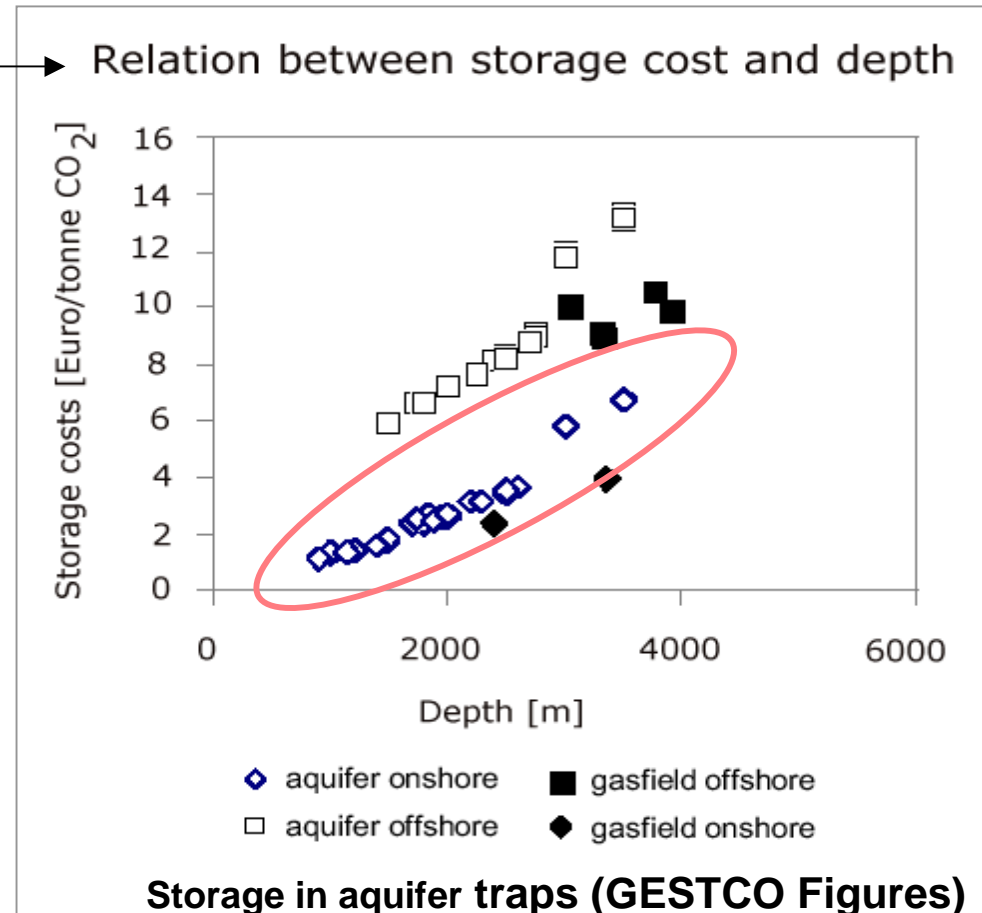 Relation between storage cost and depth
Storage costs [Euro/tonne CO2]
16
14
12
10
8
6
4
2
0
0 2000 4000 6000
Depth [m]
aquifer onshore gasfield offshore
aquifer offshore gasfield onshore
Storage in aquifer traps (GESTCO Figures)